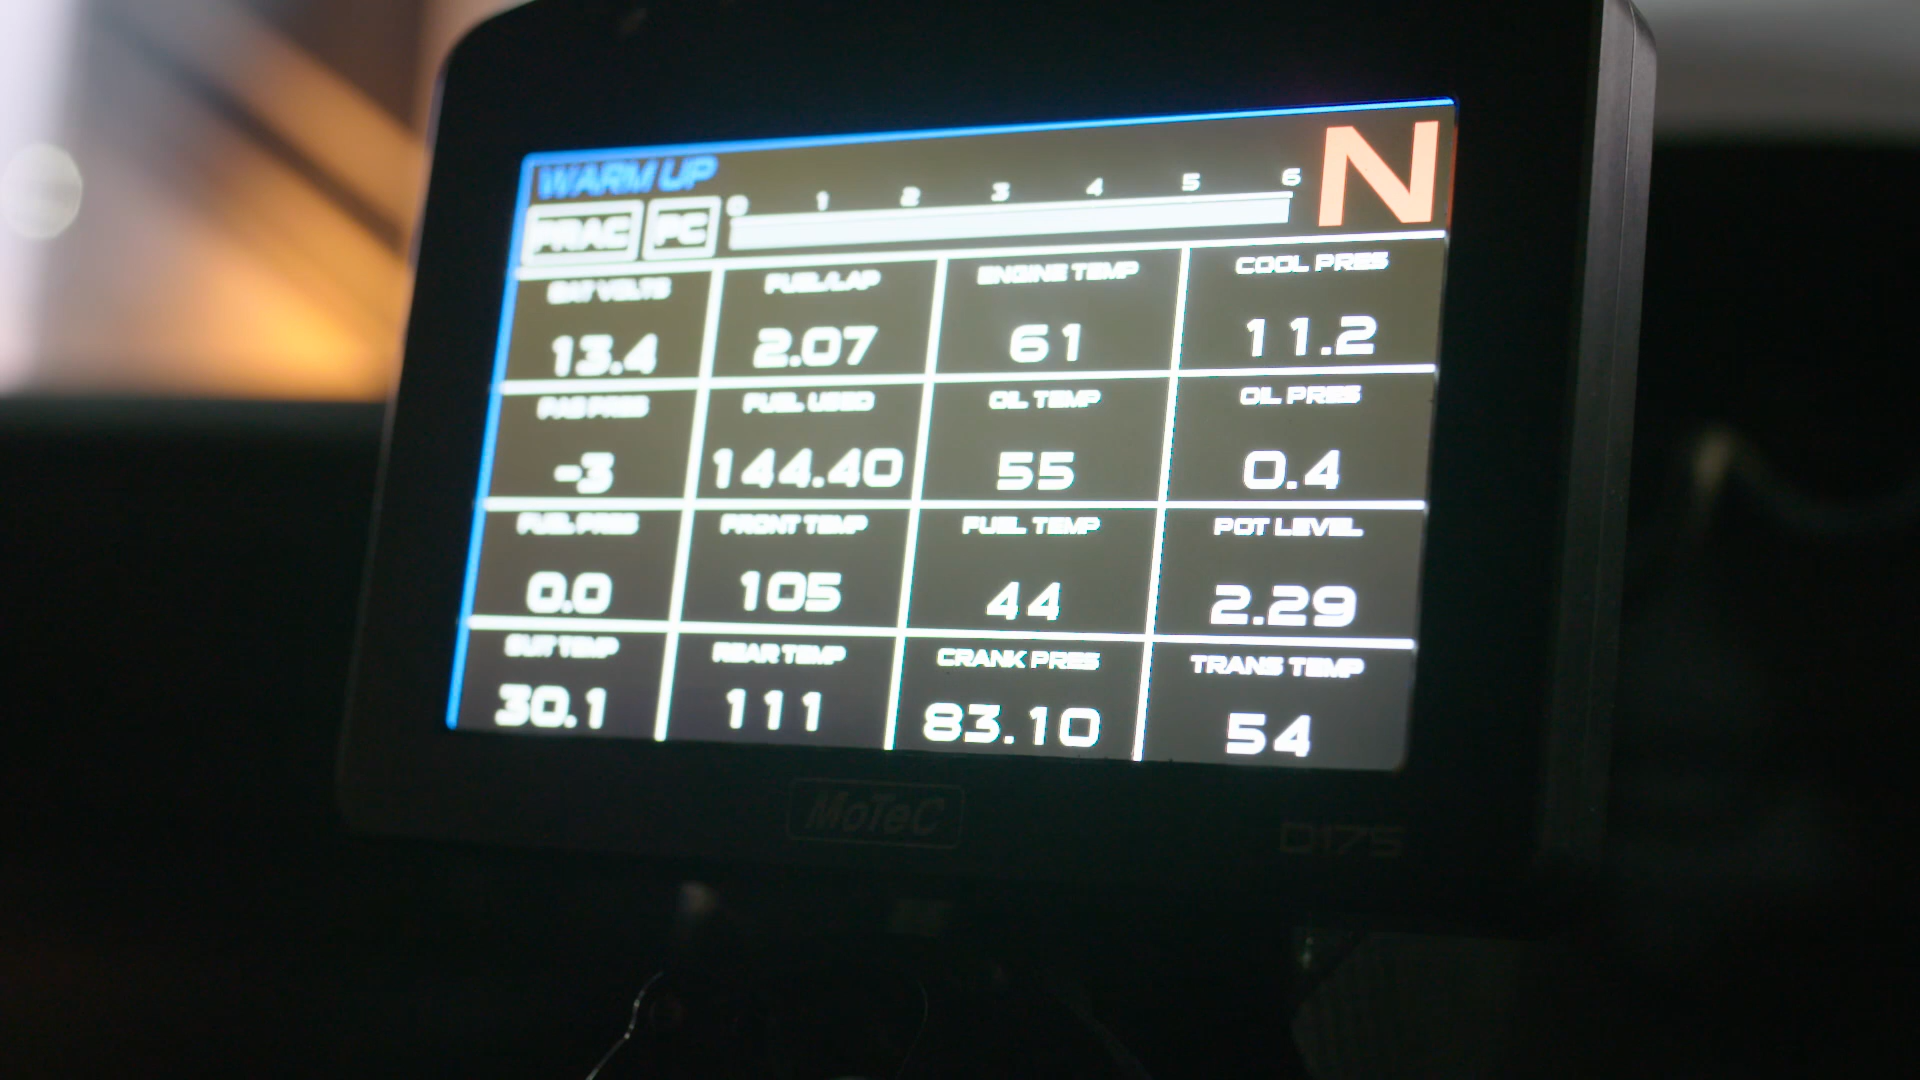 WARM UP
0 1 2 3 4 5 6
N
PRAC PC
BAT VOLTS FUEL/LAP ENGINE TEMP COOL PRES
13.4 2.07 61 11.2
PAS PRES FUEL USED OIL TEMP OIL PRES
-3 144.40 55 0.4
FUEL PRES FRONT TEMP FUEL TEMP POT LEVEL
0.0 105 44 2.29
SUIT TEMP REAR TEMP CRANK PRES TRANS TEMP
30.1 111 83.10 54
MoTeC
D175